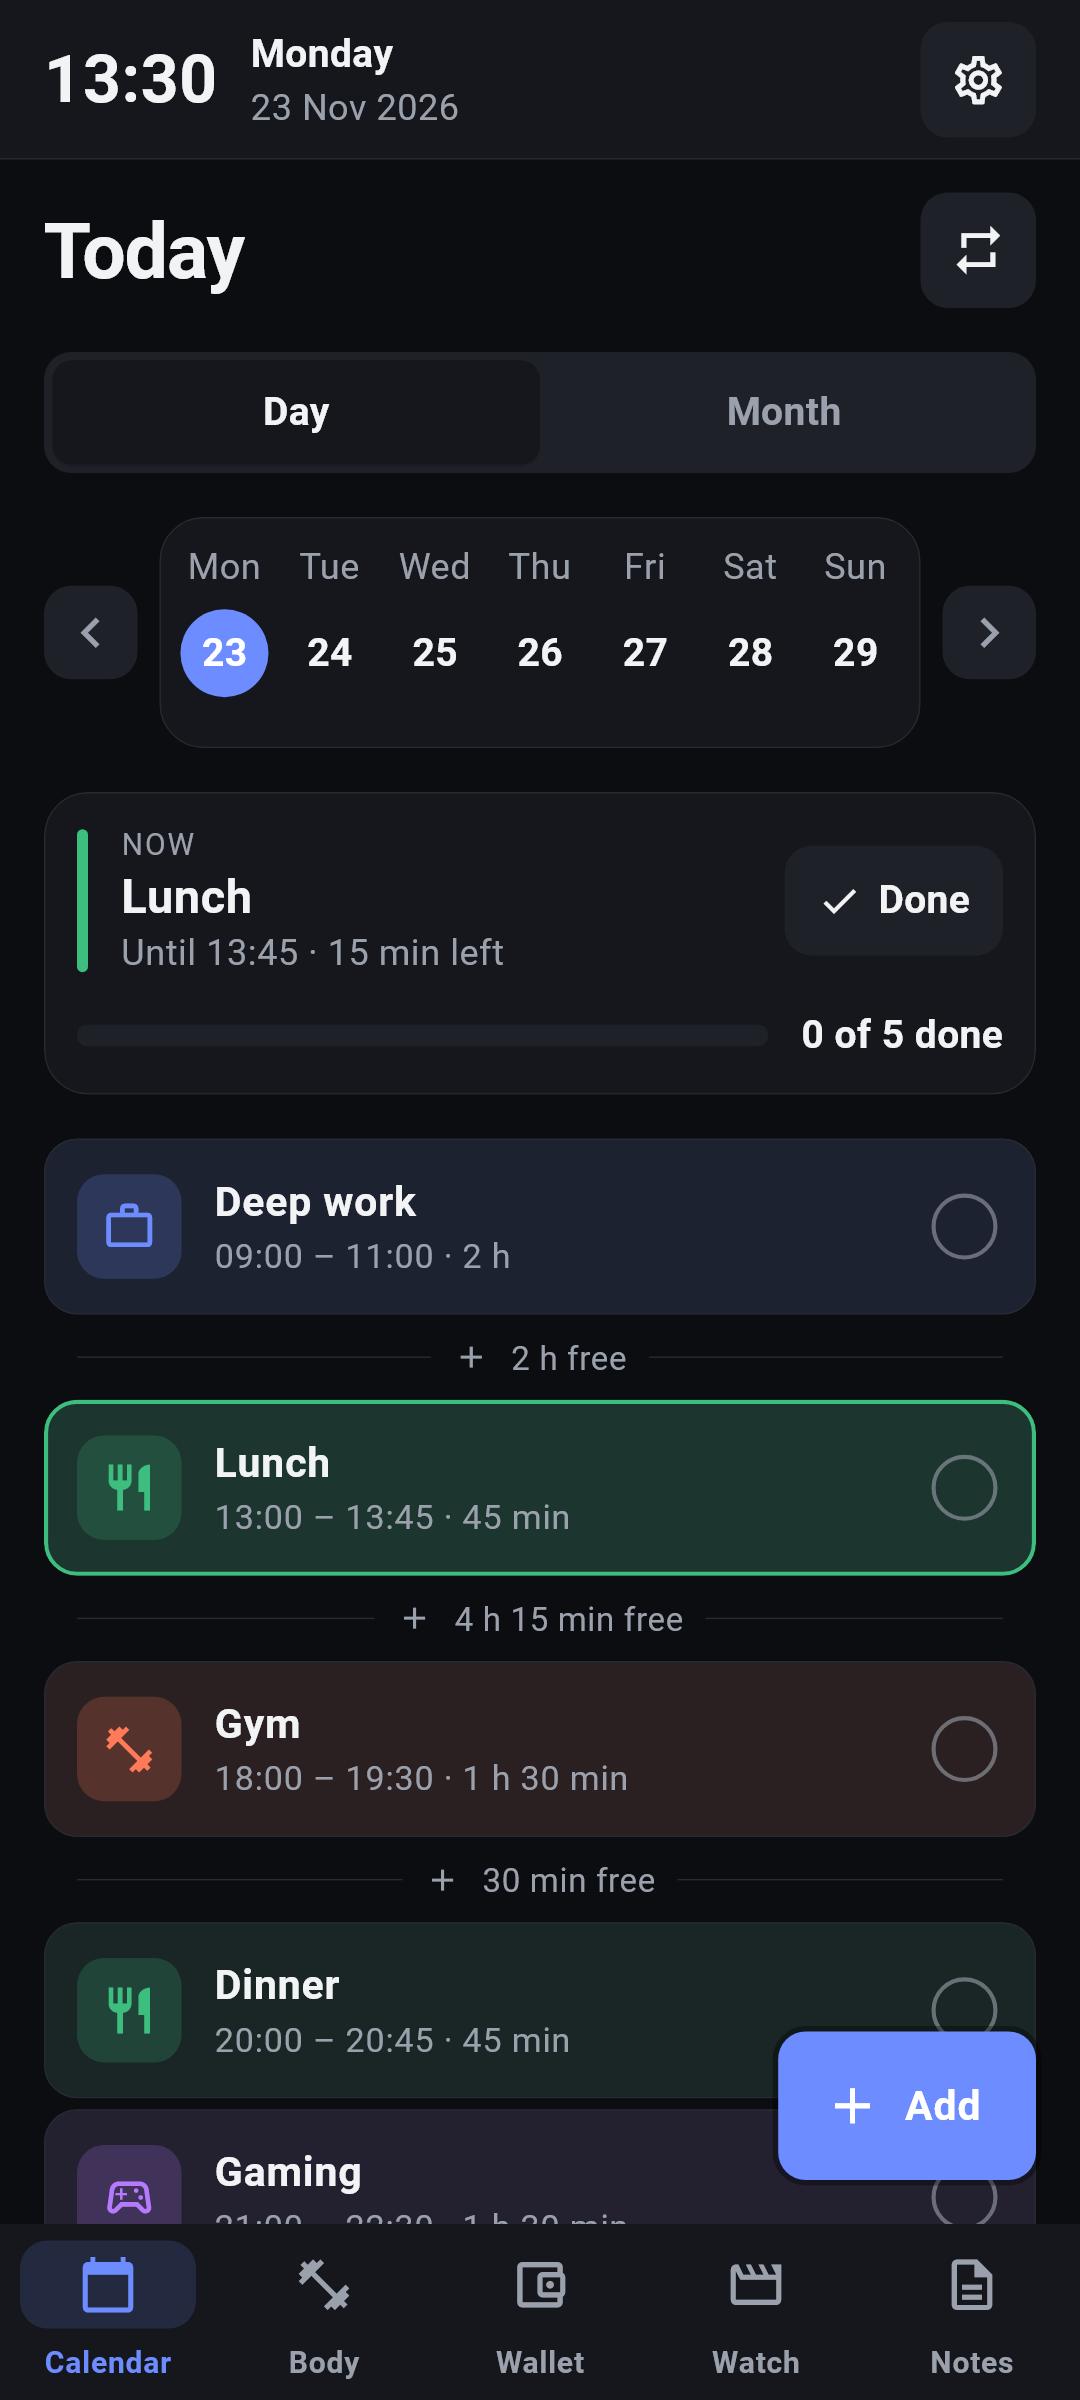 13:30
Monday
23 Nov 2026
Today
Day Month
Mon Tue Wed Thu Fri Sat Sun
23 24 25 26 27 28 29
NOW
Lunch
Until 13:45 · 15 min left
Done
0 of 5 done
Deep work
09:00 – 11:00 · 2 h
+ 2 h free
Lunch
13:00 – 13:45 · 45 min
+ 4 h 15 min free
Gym
18:00 – 19:30 · 1 h 30 min
+ 30 min free
Dinner
20:00 – 20:45 · 45 min
+ Add
Gaming
Calendar Body Wallet Watch Notes